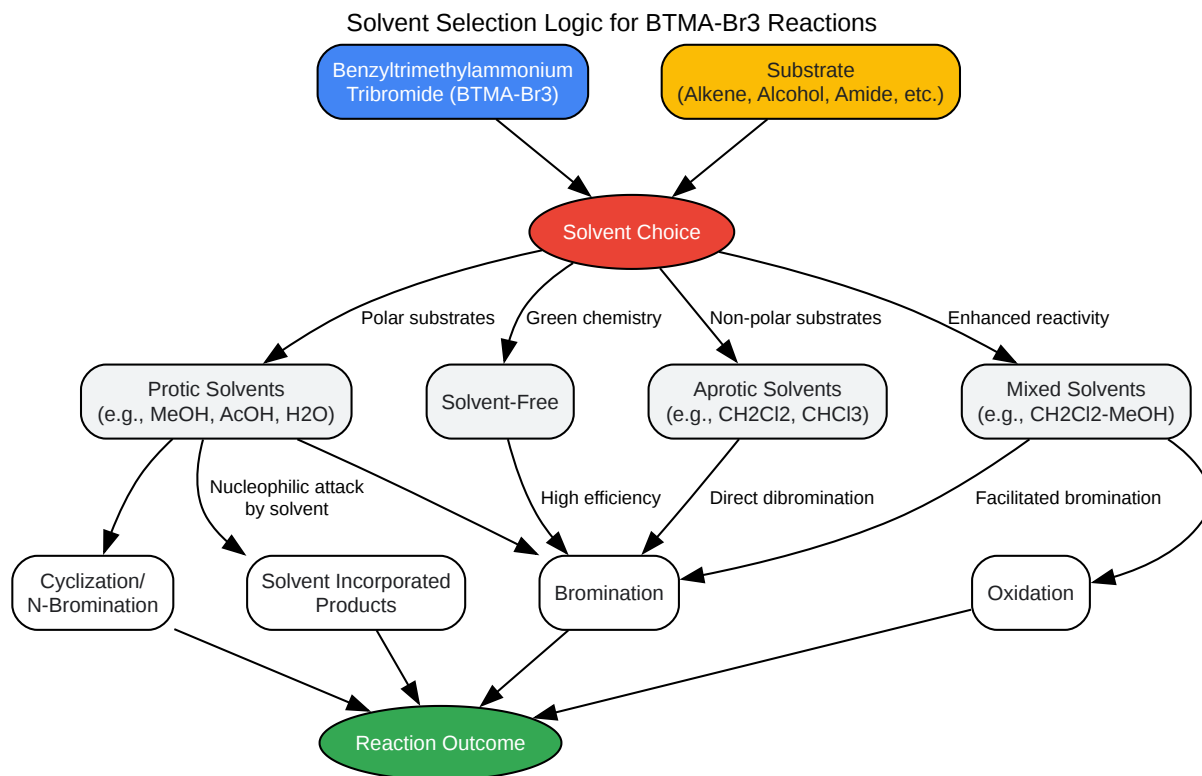 Solvent Selection Logic for BTMA-Br3 Reactions
Benzyltrimethylammonium
Tribromide (BTMA-Br3)
Substrate
(Alkene, Alcohol, Amide, etc.)
Solvent Choice
Polar substrates
Green chemistry
Non-polar substrates
Enhanced reactivity
Protic Solvents
(e.g., MeOH, AcOH, H2O)
Solvent-Free
Aprotic Solvents
(e.g., CH2Cl2, CHCl3)
Mixed Solvents
(e.g., CH2Cl2-MeOH)
Nucleophilic attack
by solvent
High efficiency
Direct dibromination
Facilitated bromination
Cyclization/
N-Bromination
Solvent Incorporated
Products
Bromination
Oxidation
Reaction Outcome